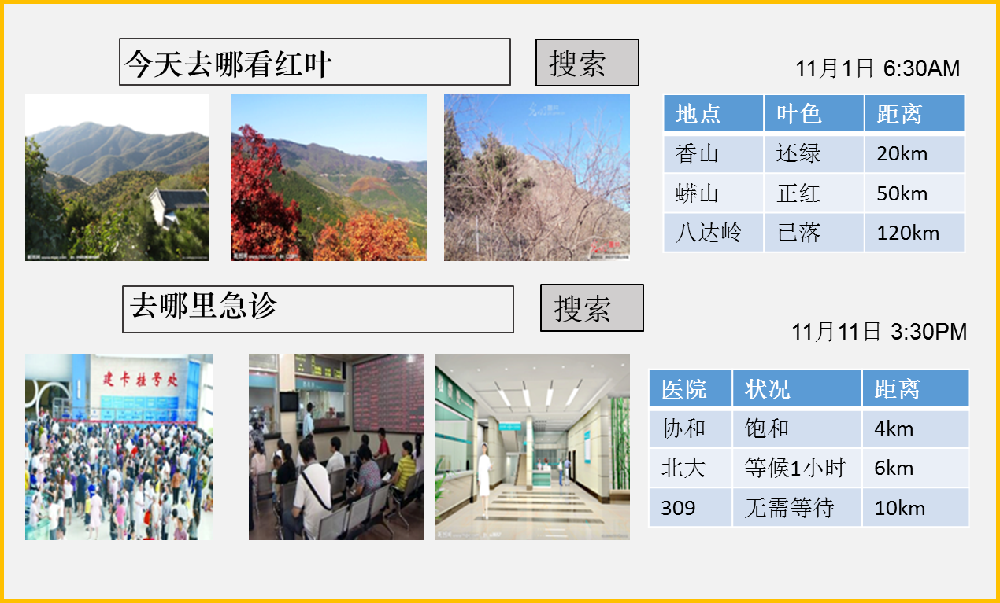 今天去哪看红叶
搜索
11月1日 6:30AM
地点 叶色 距离
香山 还绿 20km
蟒山 正红 50km
八达岭 已落 120km
去哪里急诊
搜索
11月11日 3:30PM
建卡挂号处
医院 状况 距离
协和 饱和 4km
北大 等候1小时 6km
309 无需等待 10km